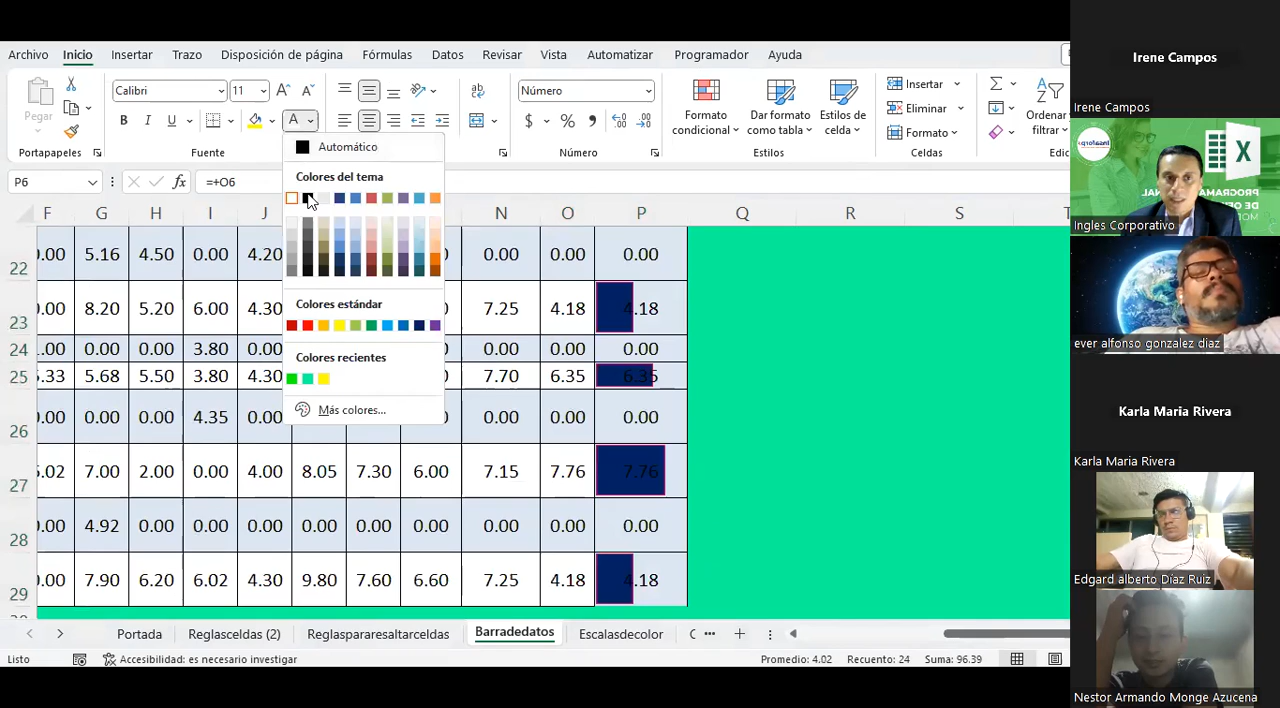 Archivo Inicio Insertar Trazo Disposición de página Fórmulas Datos Revisar Vista Automatizar Programador Ayuda
Pegar
Calibri 11
Número
Formato condicional
Dar formato como tabla
Estilos de celda
Insertar
Eliminar
Formato
Ordenar
filtrar
Portapapeles Fuente Número Estilos Celdas
P6 =+O6
Automático
Colores del tema
Colores estándar
Colores recientes
Más colores...
F G H I J N O P Q R S
22 0.00 5.16 4.50 0.00 4.20 0.00 0.00 0.00
23 0.00 8.20 5.20 6.00 4.30 7.25 4.18 4.18
24 .00 0.00 0.00 3.80 0.00 0.00 0.00 0.00
25 .33 5.68 5.50 3.80 4.30 7.70 6.35 6.35
26 0.00 0.00 0.00 4.35 0.00 0.00 0.00
27 .02 7.00 2.00 0.00 4.00 8.05 7.30 6.00 7.15 7.76 7.76
28 0.00 4.92 0.00 0.00 0.00 0.00 0.00 0.00 0.00 0.00 0.00
29 0.00 7.90 6.20 6.02 4.30 9.80 7.60 6.60 7.25 4.18 4.18
Portada Reglasceldas (2) Reglaspararesaltarceldas Barradedatos Escalasdecolor
Listo Accesibilidad: es necesario investigar Promedio: 4.02 Recuento: 24 Suma: 96.39
Irene Campos
Irene Campos
Ingles Corporativo
ever alfonso gonzalez diaz
Karla Maria Rivera
Karla Maria Rivera
Edgard alberto Díaz Ruiz
Nestor Armando Monge Azucena